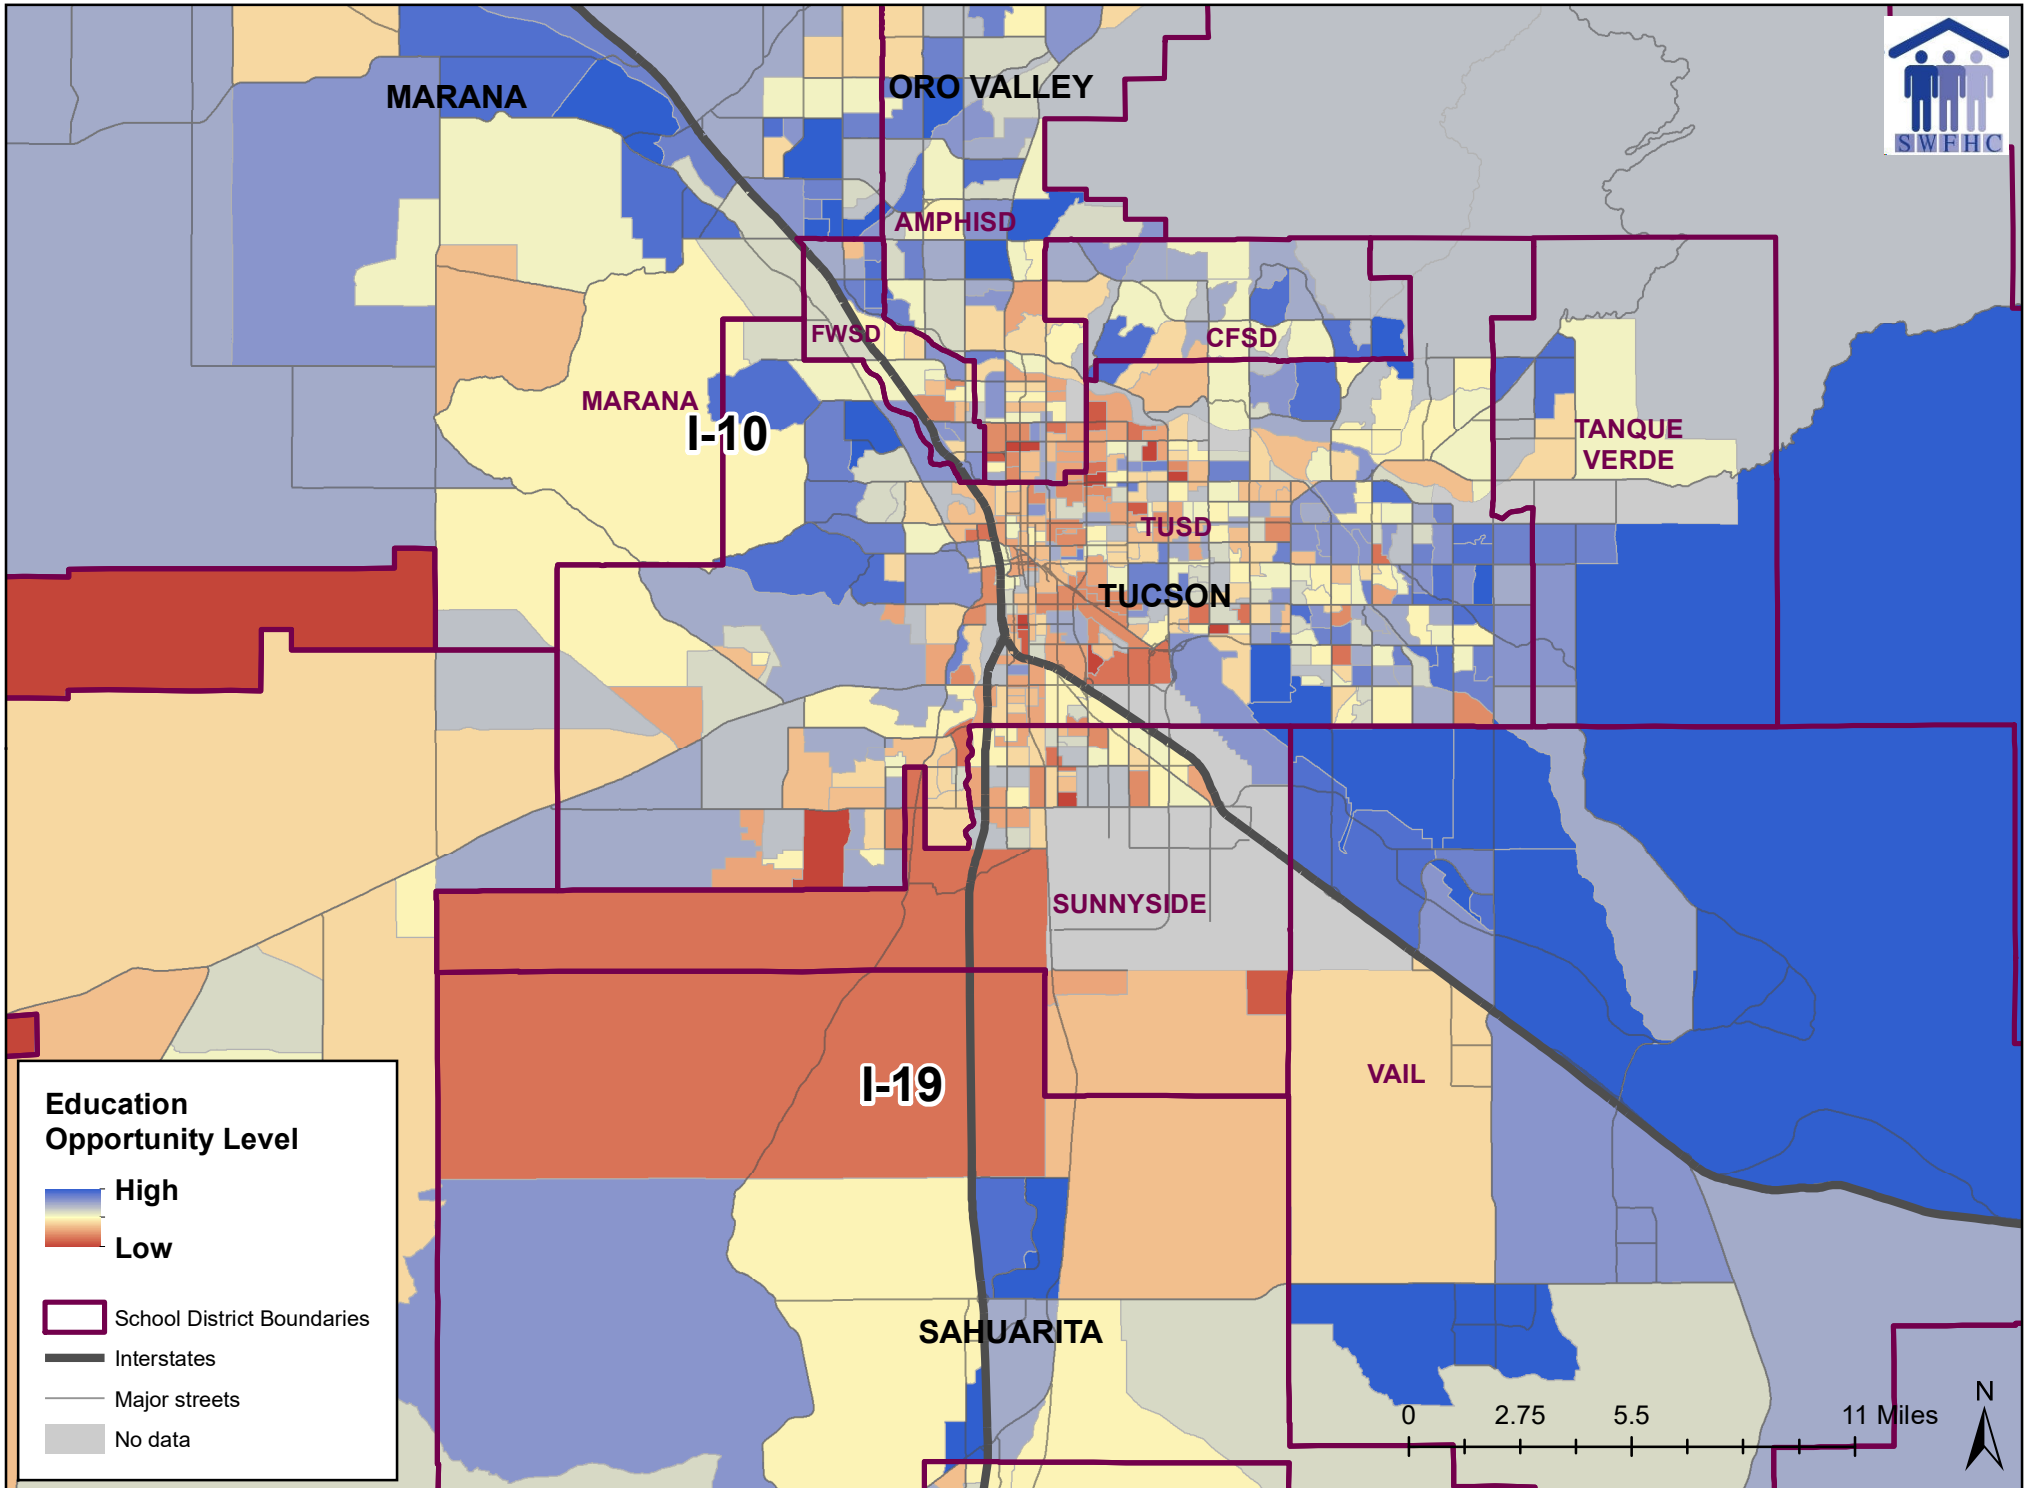 MARANA
ORO VALLEY
SWFHC
AMPHISD
FWSD
CFSD
MARANA
I-10
TANQUE
VERDE
TUSD
TUCSON
SUNNYSIDE
I-19
VAIL
SAHUARITA
Education
Opportunity Level
High
Low
School District Boundaries
Interstates
Major streets
No data
0 2.75 5.5 11 Miles
N